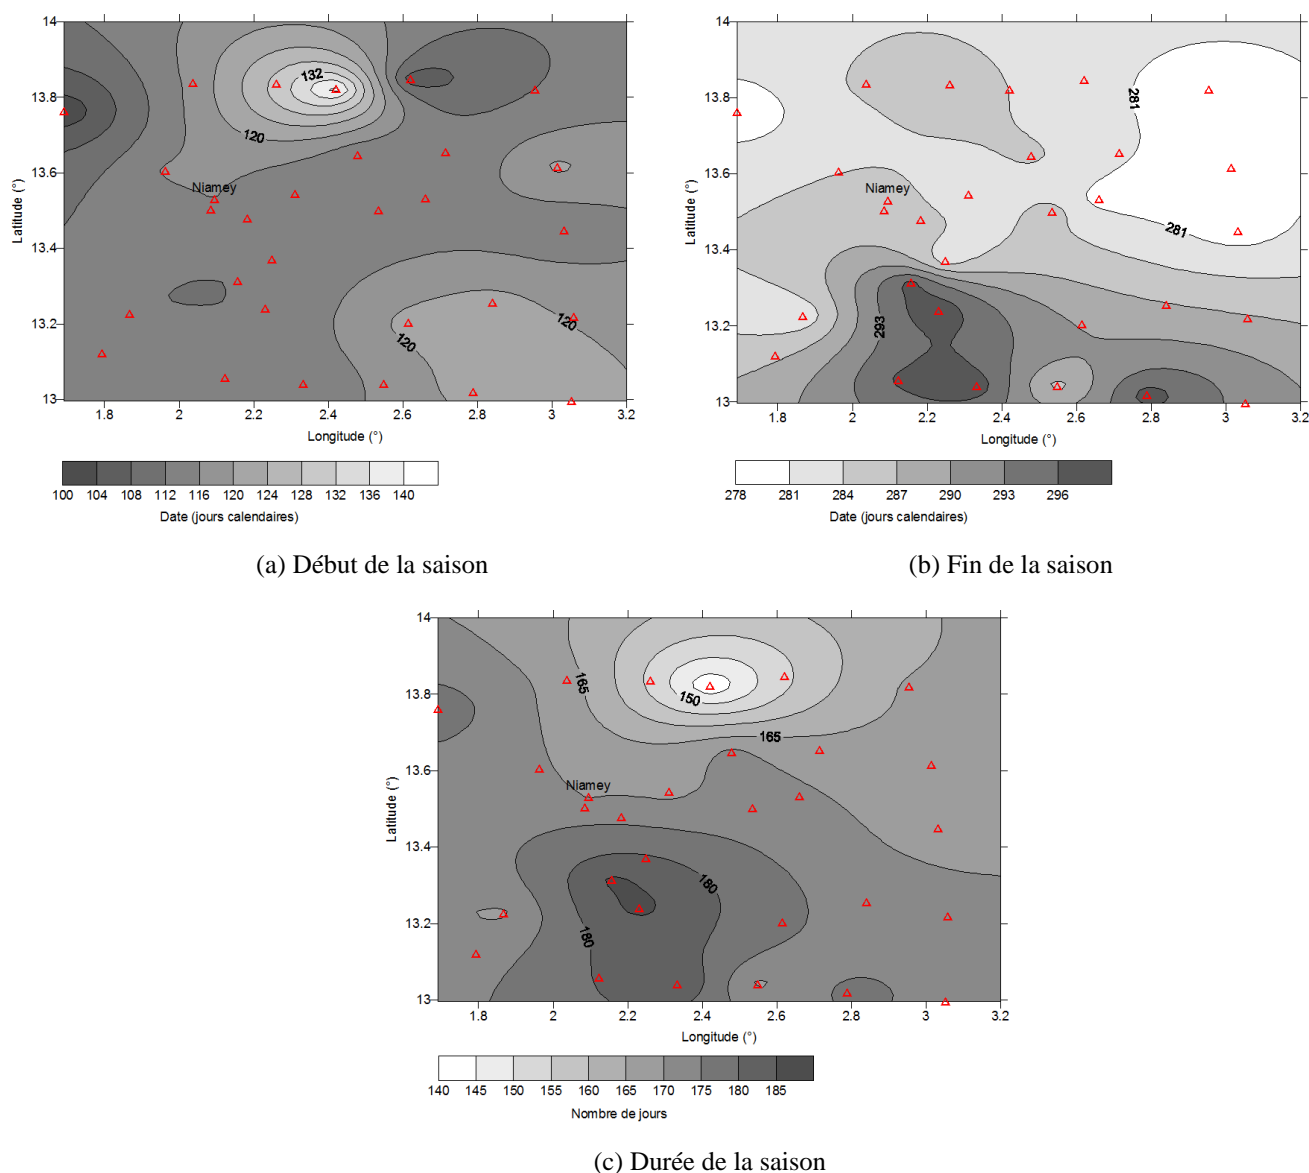 14
13.8
13.6
13.4
13.2
13
Latitude (°)
132
120
Niamey
120
120
1.8 2 2.2 2.4 2.6 2.8 3 3.2
Longitude (°)
100 104 108 112 116 120 124 128 132 136 140
Date (jours calendaires)
(a) Début de la saison
14
13.8
13.6
13.4
13.2
13
Latitude (°)
281
Niamey
281
293
1.8 2 2.2 2.4 2.6 2.8 3 3.2
Longitude (°)
278 281 284 287 290 293 296
Date (jours calendaires)
(b) Fin de la saison
14
13.8
13.6
13.4
13.2
13
Latitude (°)
165
150
165
Niamey
180
180
1.8 2 2.2 2.4 2.6 2.8 3 3.2
Longitude (°)
140 145 150 155 160 165 170 175 180 185
Nombre de jours
(c) Durée de la saison